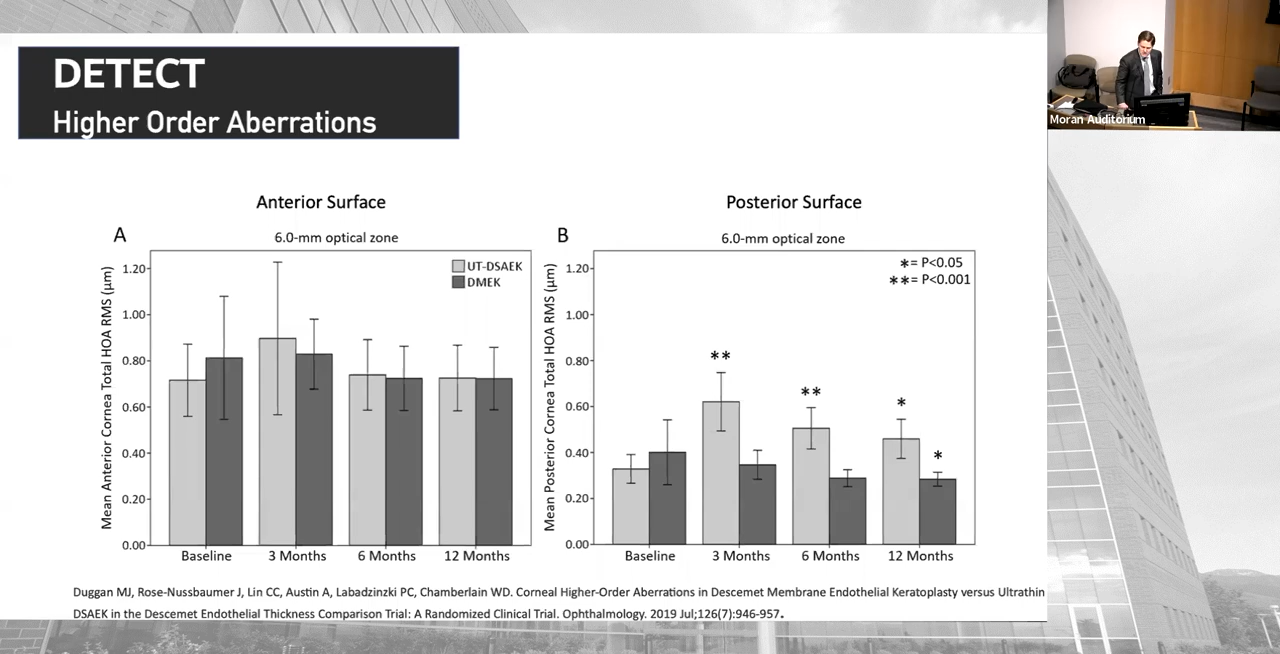 DETECT
Higher Order Aberrations
Moran Auditorium
Anterior Surface
A
6.0-mm optical zone
Mean Anterior Cornea Total HOA RMS (µm)
1.20
1.00
0.80
0.60
0.40
0.20
0.00
UT-DSAEK
DMEK
Baseline
3 Months
6 Months
12 Months
Posterior Surface
B
6.0-mm optical zone
Mean Posterior Cornea Total HOA RMS (µm)
1.20
1.00
0.80
0.60
0.40
0.20
0.00
*= P<0.05
**= P<0.001
**
**
*
*
Baseline
3 Months
6 Months
12 Months
Duggan MJ, Rose-Nussbaumer J, Lin CC, Austin A, Labadzinzki PC, Chamberlain WD. Corneal Higher-Order Aberrations in Descemet Membrane Endothelial Keratoplasty versus Ultrathin
DSAEK in the Descemet Endothelial Thickness Comparison Trial: A Randomized Clinical Trial. Ophthalmology. 2019 Jul;126(7):946-957.